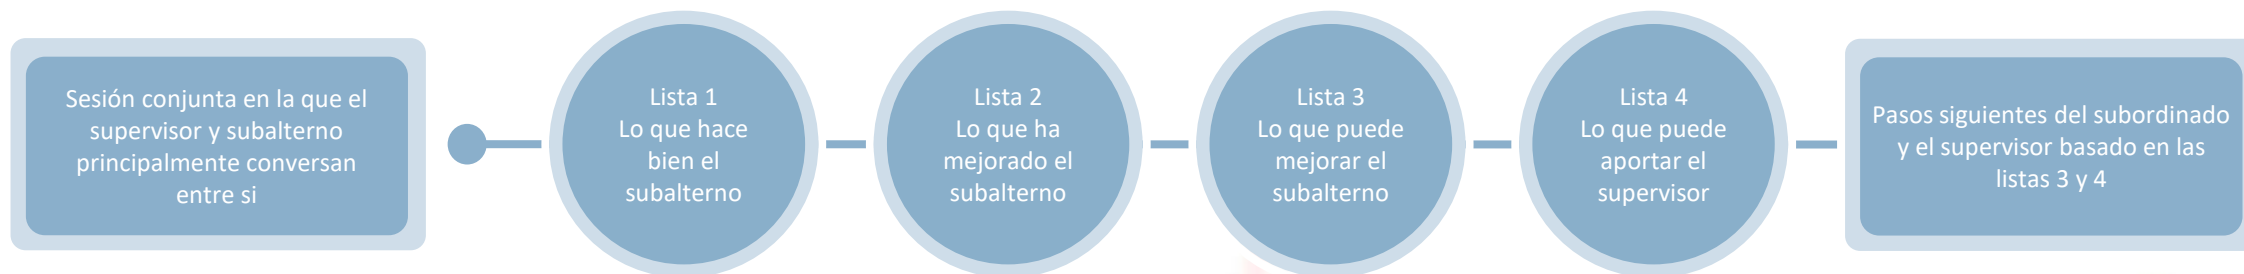 Sesión conjunta en la que el
supervisor y subalterno
principalmente conversan
entre si
Lista 1
Lo que hace
bien el
subalterno
Lista 2
Lo que ha
mejorado el
subalterno
Lista 3
Lo que puede
mejorar el
subalterno
Lista 4
Lo que puede
aportar el
supervisor
Pasos siguientes del subordinado
y el supervisor basado en las
listas 3 y 4